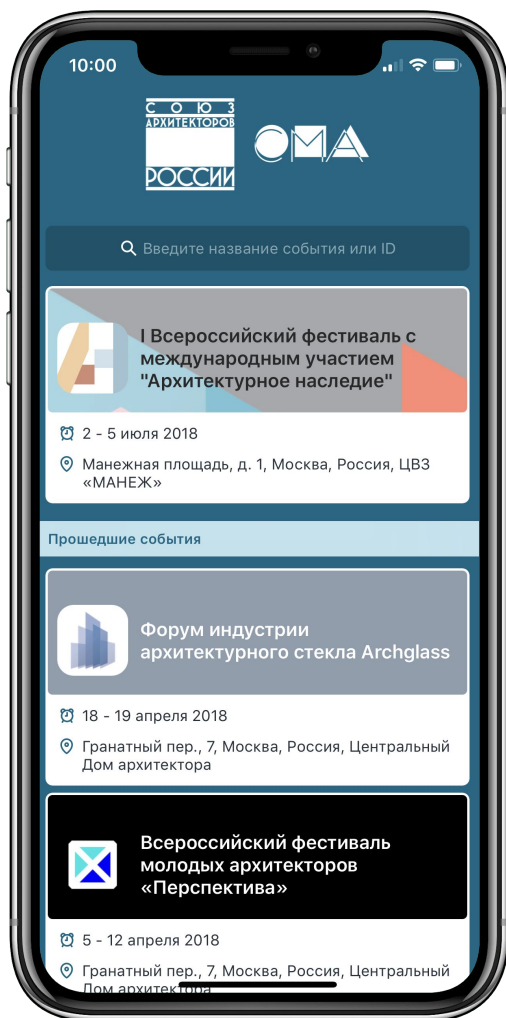 10:00
СОЮЗ
АРХИТЕКТОРОВ
РОССИИ
ОМА
Введите название события или ID
I Всероссийский фестиваль с
международным участием
"Архитектурное наследие"
2 - 5 июля 2018
Манежная площадь, д. 1, Москва, Россия, ЦВЗ
«МАНЕЖ»
Прошедшие события
Форум индустрии
архитектурного стекла Archglass
18 - 19 апреля 2018
Гранатный пер., 7, Москва, Россия, Центральный
Дом архитектора
Всероссийский фестиваль
молодых архитекторов
«Перспектива»
5 - 12 апреля 2018
Гранатный пер., 7, Москва, Россия, Центральный
Дом архитектора